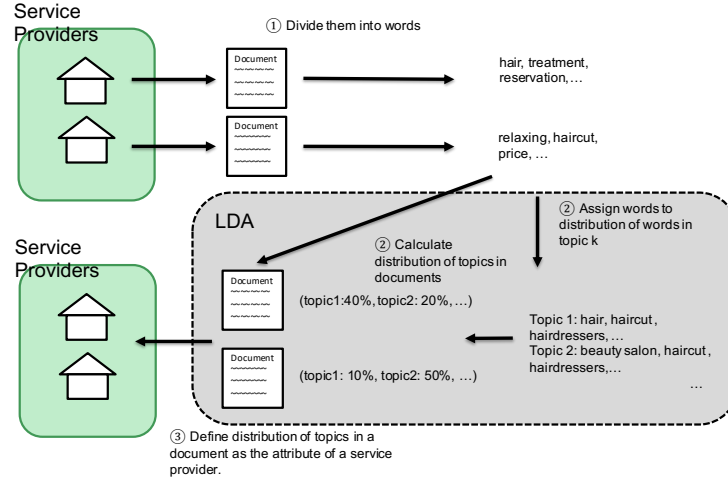 Service
Providers
① Divide them into words
Document
hair, treatment,
reservation,...
Document
relaxing, haircut,
price, ...
LDA
② Assign words to
distribution of words in
topic k
② Calculate
distribution of topics in
documents
Service
Providers
Document
(topic1:40%, topic2: 20%, ...)
Topic 1: hair, haircut,
hairdressers, ...
Topic 2: beauty salon, haircut,
hairdressers,...
...
Document
(topic1: 10%, topic2: 50%, ...)
③ Define distribution of topics in a
document as the attribute of a service
provider.